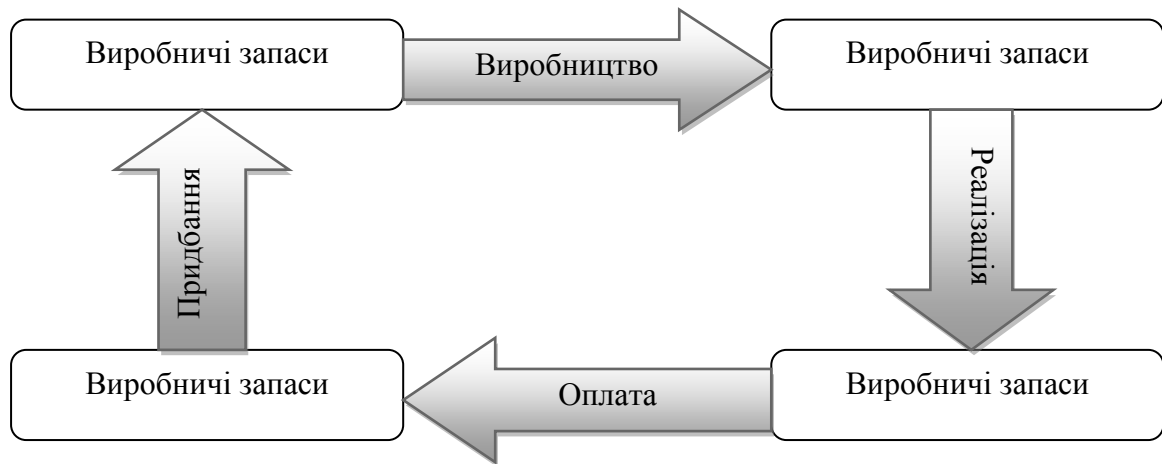 Виробничі запаси
Виробництво
Виробничі запаси
Придбання
Реалізація
Виробничі запаси
Оплата
Виробничі запаси